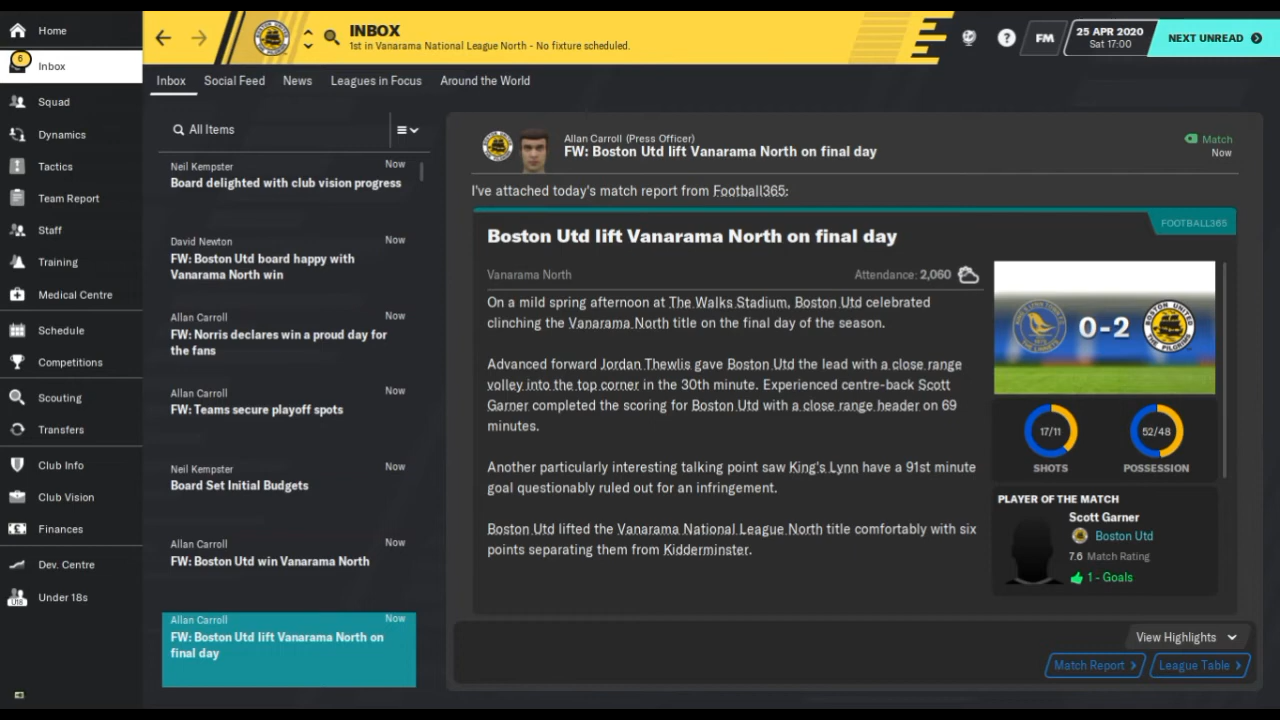 Home
INBOX
1st in Vanarama National League North - No fixture scheduled.
FM
25 APR 2020
Sat 17:00
NEXT UNREAD
6
Inbox
Squad
Dynamics
Tactics
Team Report
Staff
Training
Medical Centre
Schedule
Competitions
Scouting
Transfers
Club Info
Club Vision
Finances
Dev. Centre
U18
Under 18s
Inbox
Social Feed
News
Leagues in Focus
Around the World
All Items
Neil Kempster
Now
Board delighted with club vision progress
David Newton
Now
FW: Boston Utd board happy with
Vanarama North win
Allan Carroll
Now
FW: Norris declares win a proud day for
the fans
Allan Carroll
Now
FW: Teams secure playoff spots
Neil Kempster
Now
Board Set Initial Budgets
Allan Carroll
Now
FW: Boston Utd win Vanarama North
Allan Carroll
Now
FW: Boston Utd lift Vanarama North on
final day
Allan Carroll (Press Officer)
FW: Boston Utd lift Vanarama North on final day
Match
Now
I've attached today's match report from Football365:
FOOTBALL365
Boston Utd lift Vanarama North on final day
Vanarama North
Attendance: 2,060
On a mild spring afternoon at The Walks Stadium, Boston Utd celebrated
clinching the Vanarama North title on the final day of the season.
Advanced forward Jordan Thewlis gave Boston Utd the lead with a close range
volley into the top corner in the 30th minute. Experienced centre-back Scott
Garner completed the scoring for Boston Utd with a close range header on 69
minutes.
Another particularly interesting talking point saw King's Lynn have a 91st minute
goal questionably ruled out for an infringement.
Boston Utd lifted the Vanarama National League North title comfortably with six
points separating them from Kidderminster.
0-2
BOSTON UNITED
THE PILGRIMS
17/11
SHOTS
52/48
POSSESSION
PLAYER OF THE MATCH
Scott Garner
Boston Utd
7.6 Match Rating
1 - Goals
View Highlights
Match Report
League Table